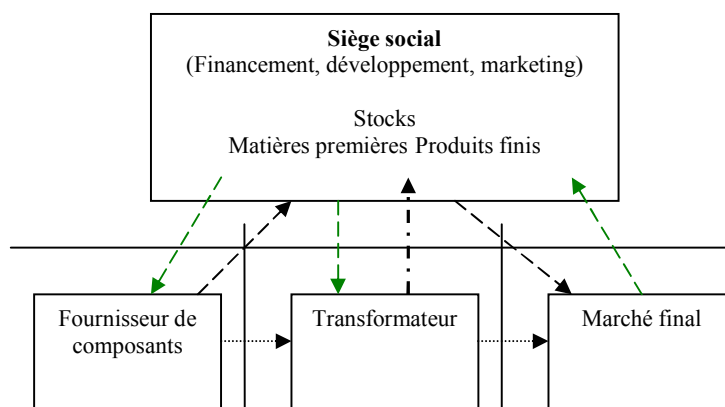 Siège social
(Financement, développement, marketing)
Stocks
Matières premières Produits finis
Fournisseur de
composants
Transformateur
Marché final